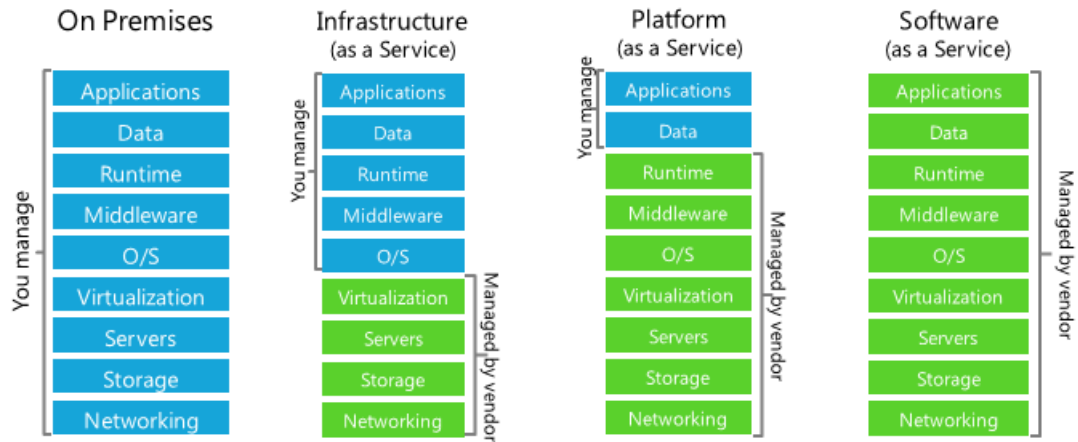 On Premises
You manage
Applications
Data
Runtime
Middleware
O/S
Virtualization
Servers
Storage
Networking
Infrastructure
(as a Service)
You manage
Applications
Data
Runtime
Middleware
O/S
Virtualization
Servers
Storage
Networking
Managed by vendor
Platform
(as a Service)
You manage
Applications
Data
Runtime
Middleware
O/S
Virtualization
Servers
Storage
Networking
Managed by vendor
Software
(as a Service)
Applications
Data
Runtime
Middleware
O/S
Virtualization
Servers
Storage
Networking
Managed by vendor